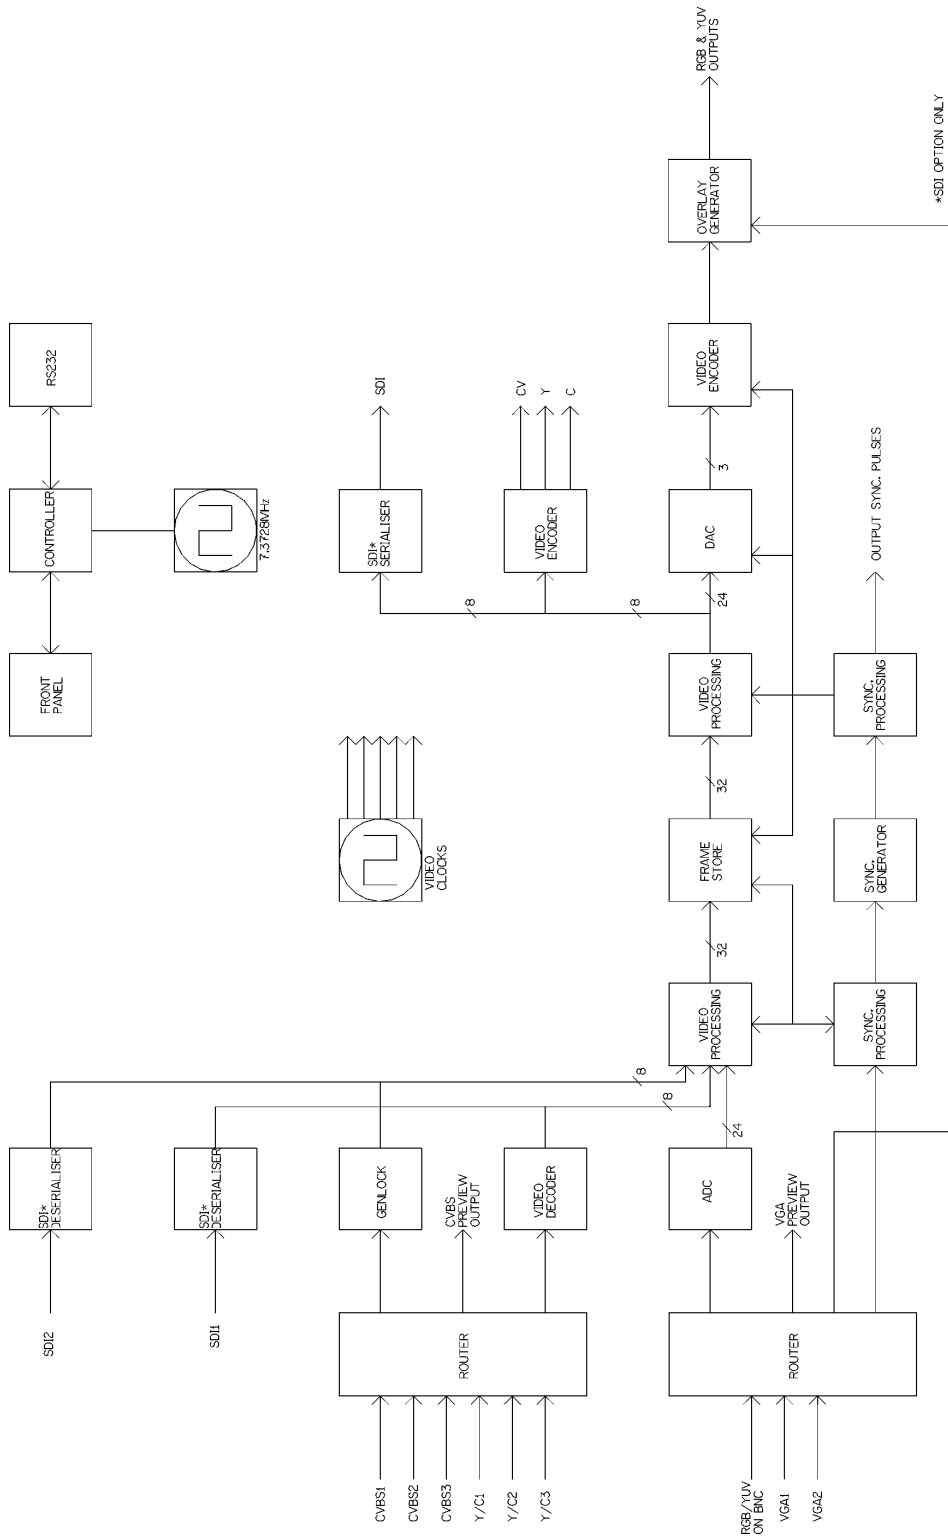 SDI2
SDI*
DESERIALISER
FRONT
PANEL
CONTROLLER
RS232
SDI1
SDI*
DESERIALISER
7.3728MHz
CVBS1
CVBS2
CVBS3
Y/C1
Y/C2
Y/C3
ROUTER
GENLOCK
CVBS
PREVIEW
OUTPUT
VIDEO
DECODER
VIDEO
CLOCKS
SDI*
SERIALISER
SDI
8
VIDEO
ENCODER
CV
Y
C
8
8
8
RGB/YUV
ON BNC
VGA1
VGA2
ROUTER
ADC
24
VGA
PREVIEW
OUTPUT
VIDEO
PROCESSING
32
FRAME
STORE
32
VIDEO
PROCESSING
24
DAC
3
VIDEO
ENCODER
OVERLAY
GENERATOR
RGB & YUV
OUTPUTS
SYNC.
PROCESSING
SYNC.
GENERATOR
SYNC.
PROCESSING
OUTPUT SYNC. PULSES
*SDI OPTION ONLY